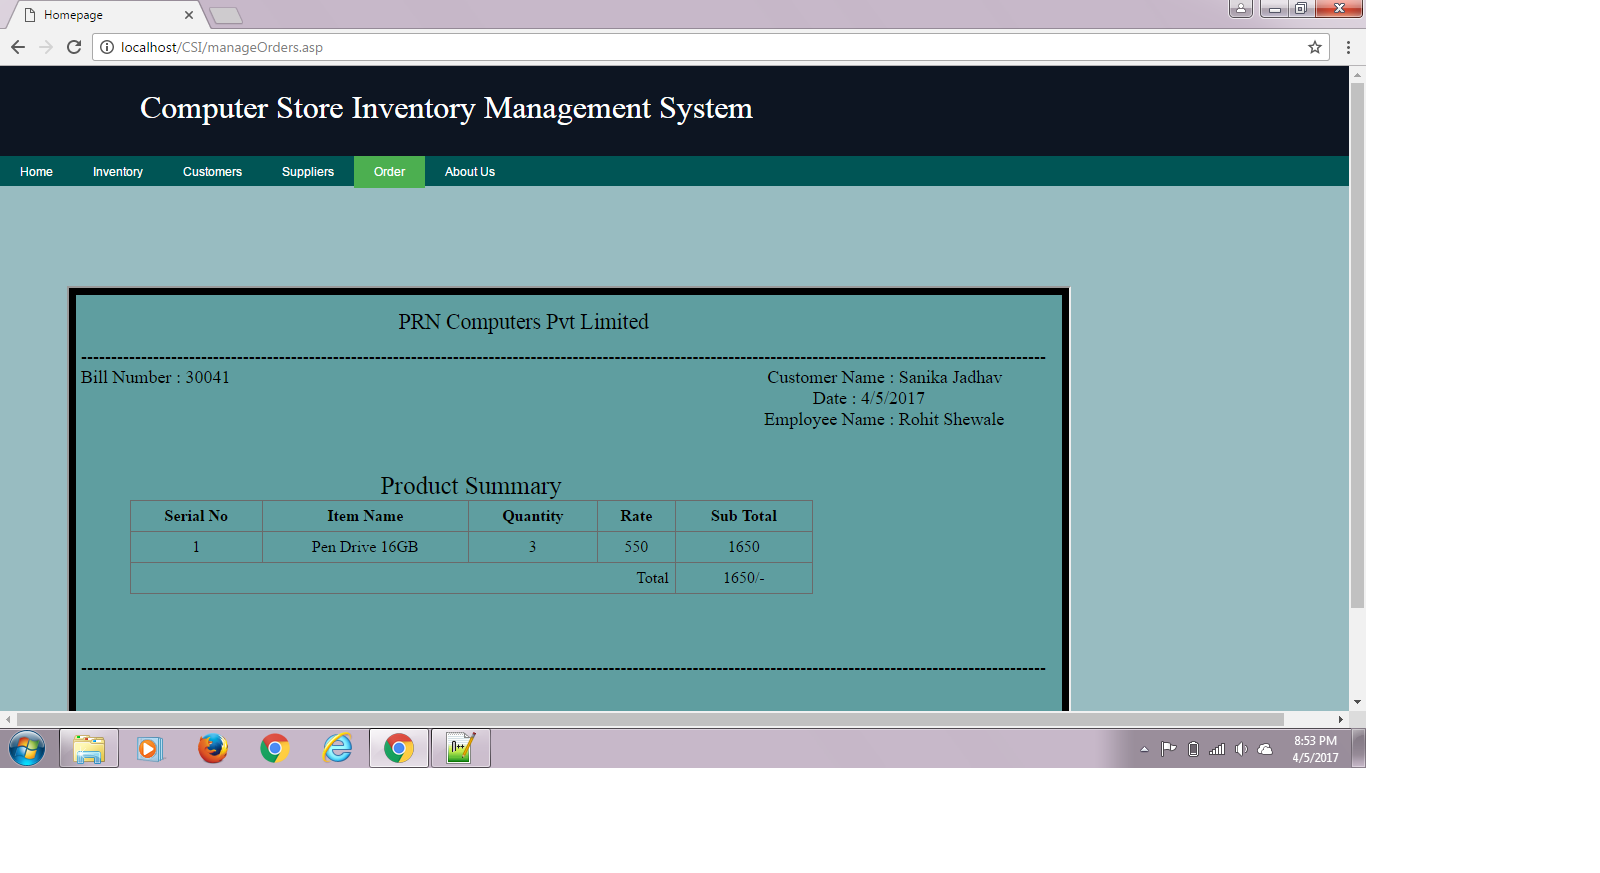 Homepage
localhost/CSI/manageOrders.asp
Computer Store Inventory Management System
Home Inventory Customers Suppliers Order About Us
PRN Computers Pvt Limited
--------------------------------------------------------------------------------
Bill Number : 30041
Customer Name : Sanika Jadhav
Date : 4/5/2017
Employee Name : Rohit Shewale
Product Summary
Serial No Item Name Quantity Rate Sub Total
1 Pen Drive 16GB 3 550 1650
Total 1650/-
--------------------------------------------------------------------------------
8:53 PM
4/5/2017